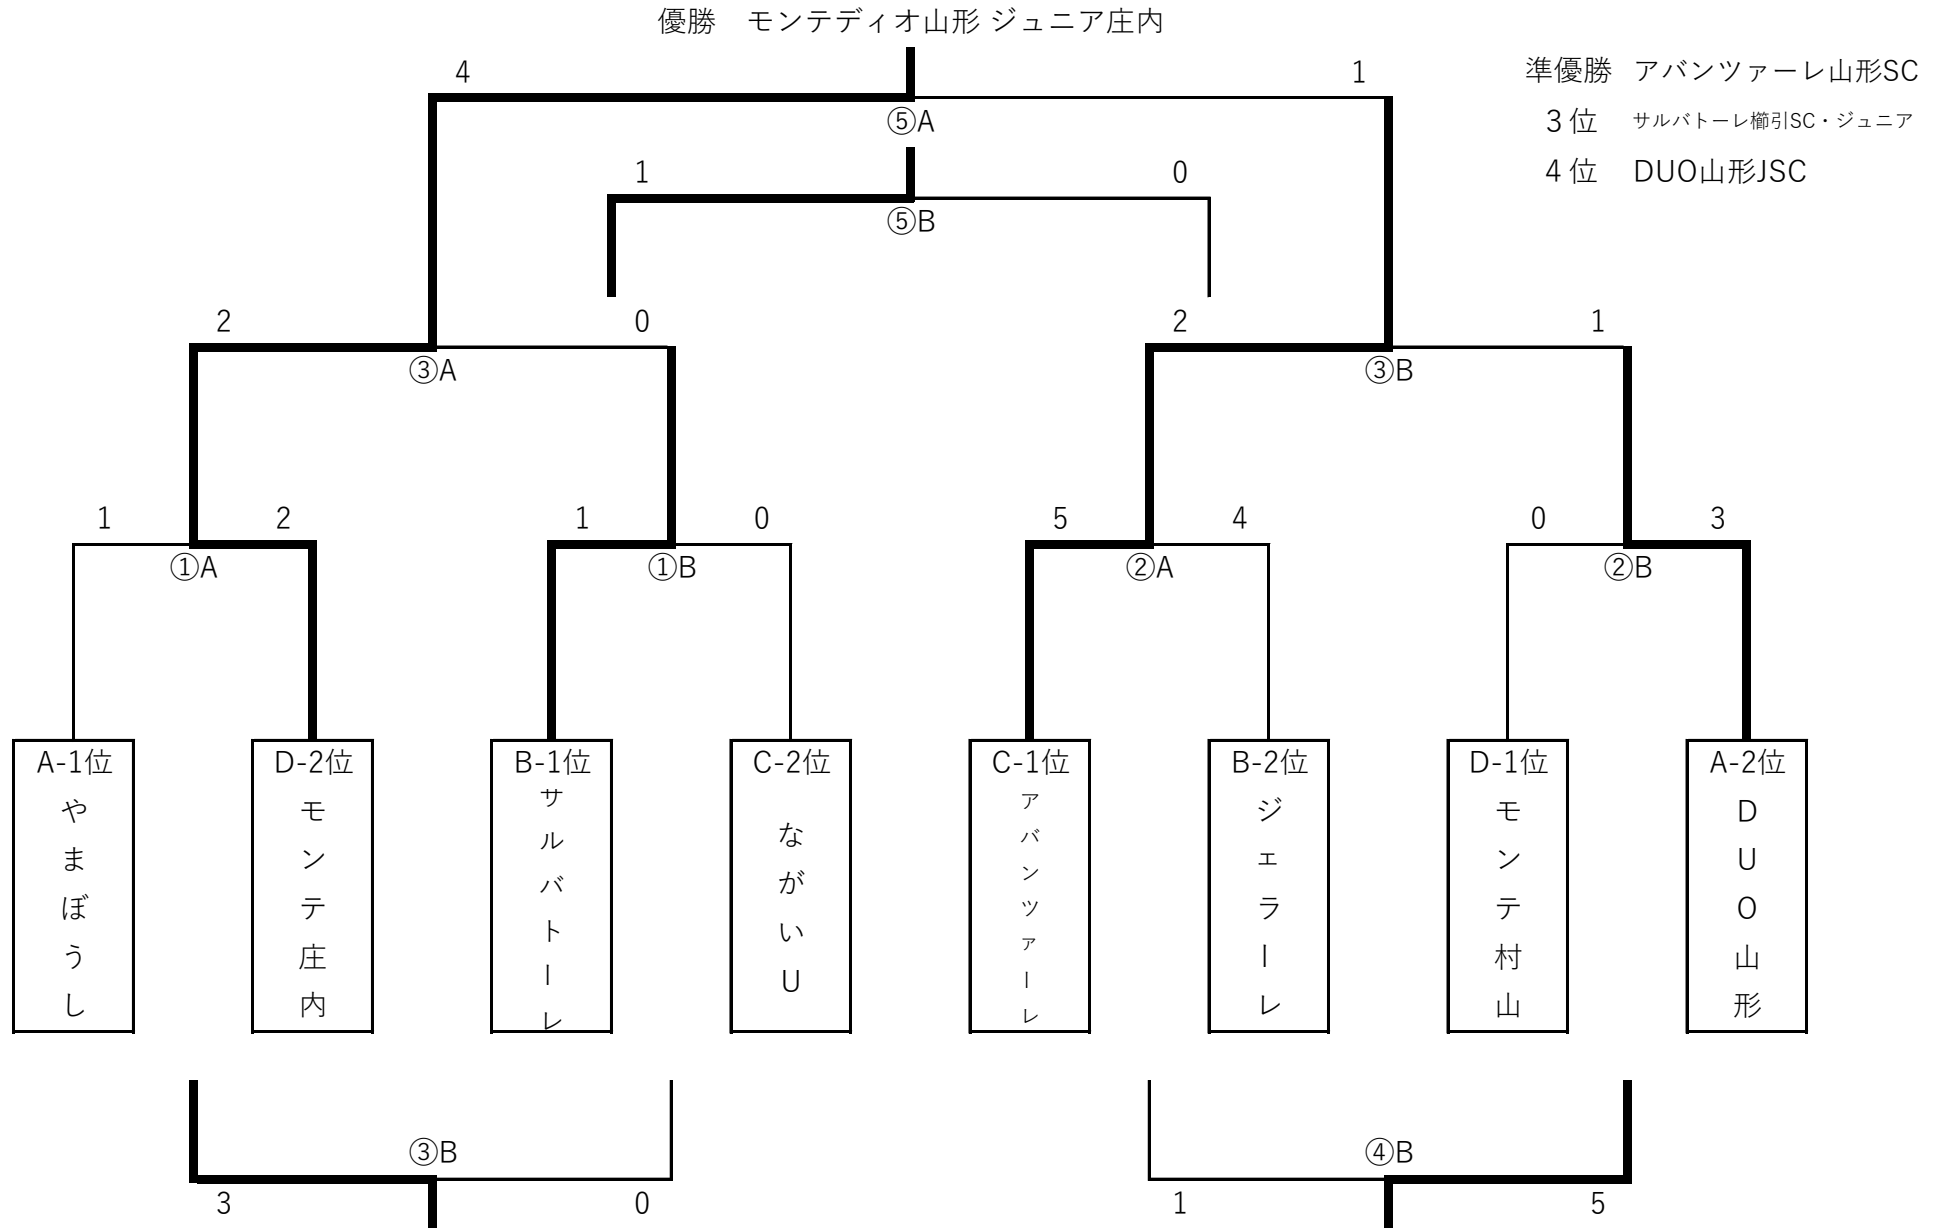 優勝　モンテディオ山形 ジュニア庄内
4
1
準優勝　アバンツァーレ山形SC
⑤A
3位　サルバトーレ櫛引SC・ジュニア
1
0
4位　DUO山形JSC
⑤B
2
0
2
1
③A
③B
1
2
1
0
5
4
0
3
①A
①B
②A
②B
A-1位
やまぼうし
D-2位
モンテ庄内
B-1位
サルバトーレ
C-2位
ながいU
C-1位
アバンツァーレ
B-2位
ジェラーレ
D-1位
モンテ村山
A-2位
DUO山形
③B
④B
3
0
1
5